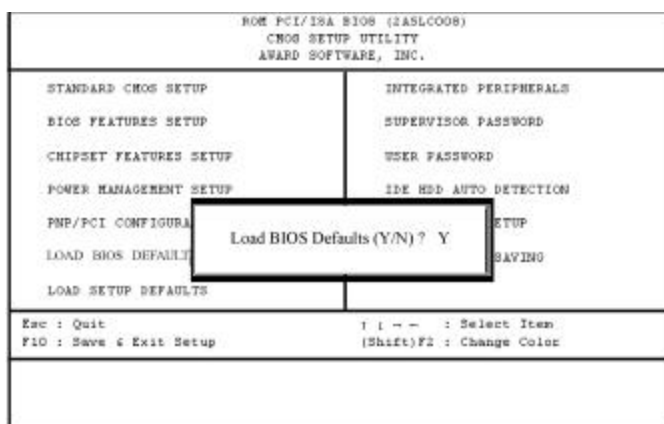 ROM PCI/ISA BIOS (2A5LC008)
CMOS SETUP UTILITY
AWARD SOFTWARE, INC.
STANDARD CMOS SETUP
BIOS FEATURES SETUP
CHIPSET FEATURES SETUP
POWER MANAGEMENT SETUP
PNP/PCI CONFIGURA
LOAD BIOS DEFAULT
LOAD SETUP DEFAULTS
INTEGRATED PERIPHERALS
SUPERVISOR PASSWORD
USER PASSWORD
IDE HDD AUTO DETECTION
ETUP
SAVING
Load BIOS Defaults (Y/N) ? Y
Esc : Quit
F10 : Save & Exit Setup
↑ ↓ → ← : Select Item
(Shift)F2 : Change Color